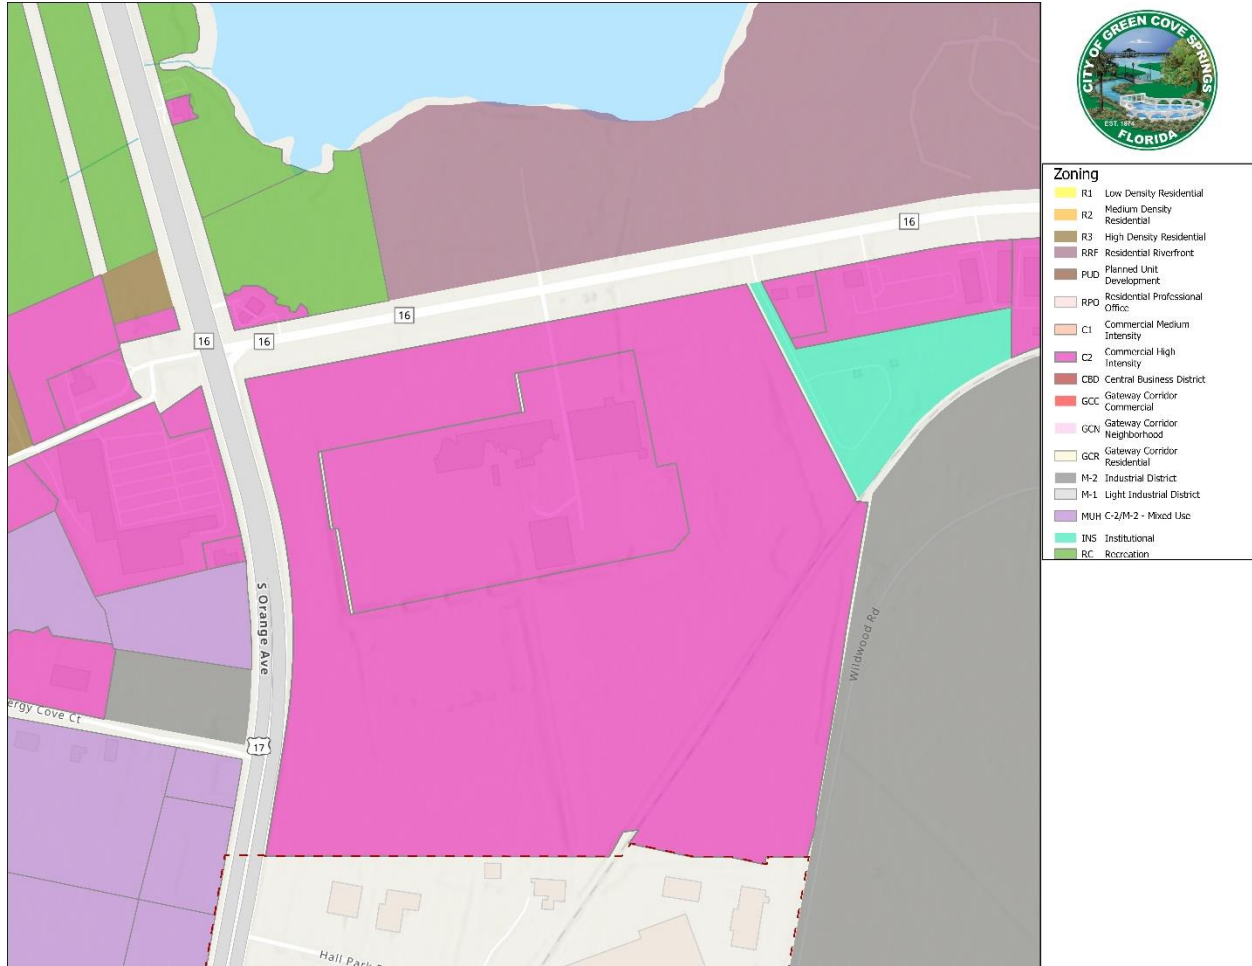 CITY OF GREEN COVE SPRINGS
EST. 1874
FLORIDA
Zoning
R1 Low Density Residential
R2 Medium Density
Residential
R3 High Density Residential
RRF Residential Riverfront
PUD Planned Unit
Development
RPO Residential Professional
Office
C1 Commercial Medium
Intensity
C2 Commercial High
Intensity
CBD Central Business District
GCC Gateway Corridor
Commercial
GCN Gateway Corridor
Neighborhood
GCR Gateway Corridor
Residential
M-2 Industrial District
M-1 Light Industrial District
MUH C-2/M-2 - Mixed Use
INS Institutional
RC Recreation
16
16
16
16
S Orange Ave
Wildwood Rd
ergy Cove Ct
17
Hall Park